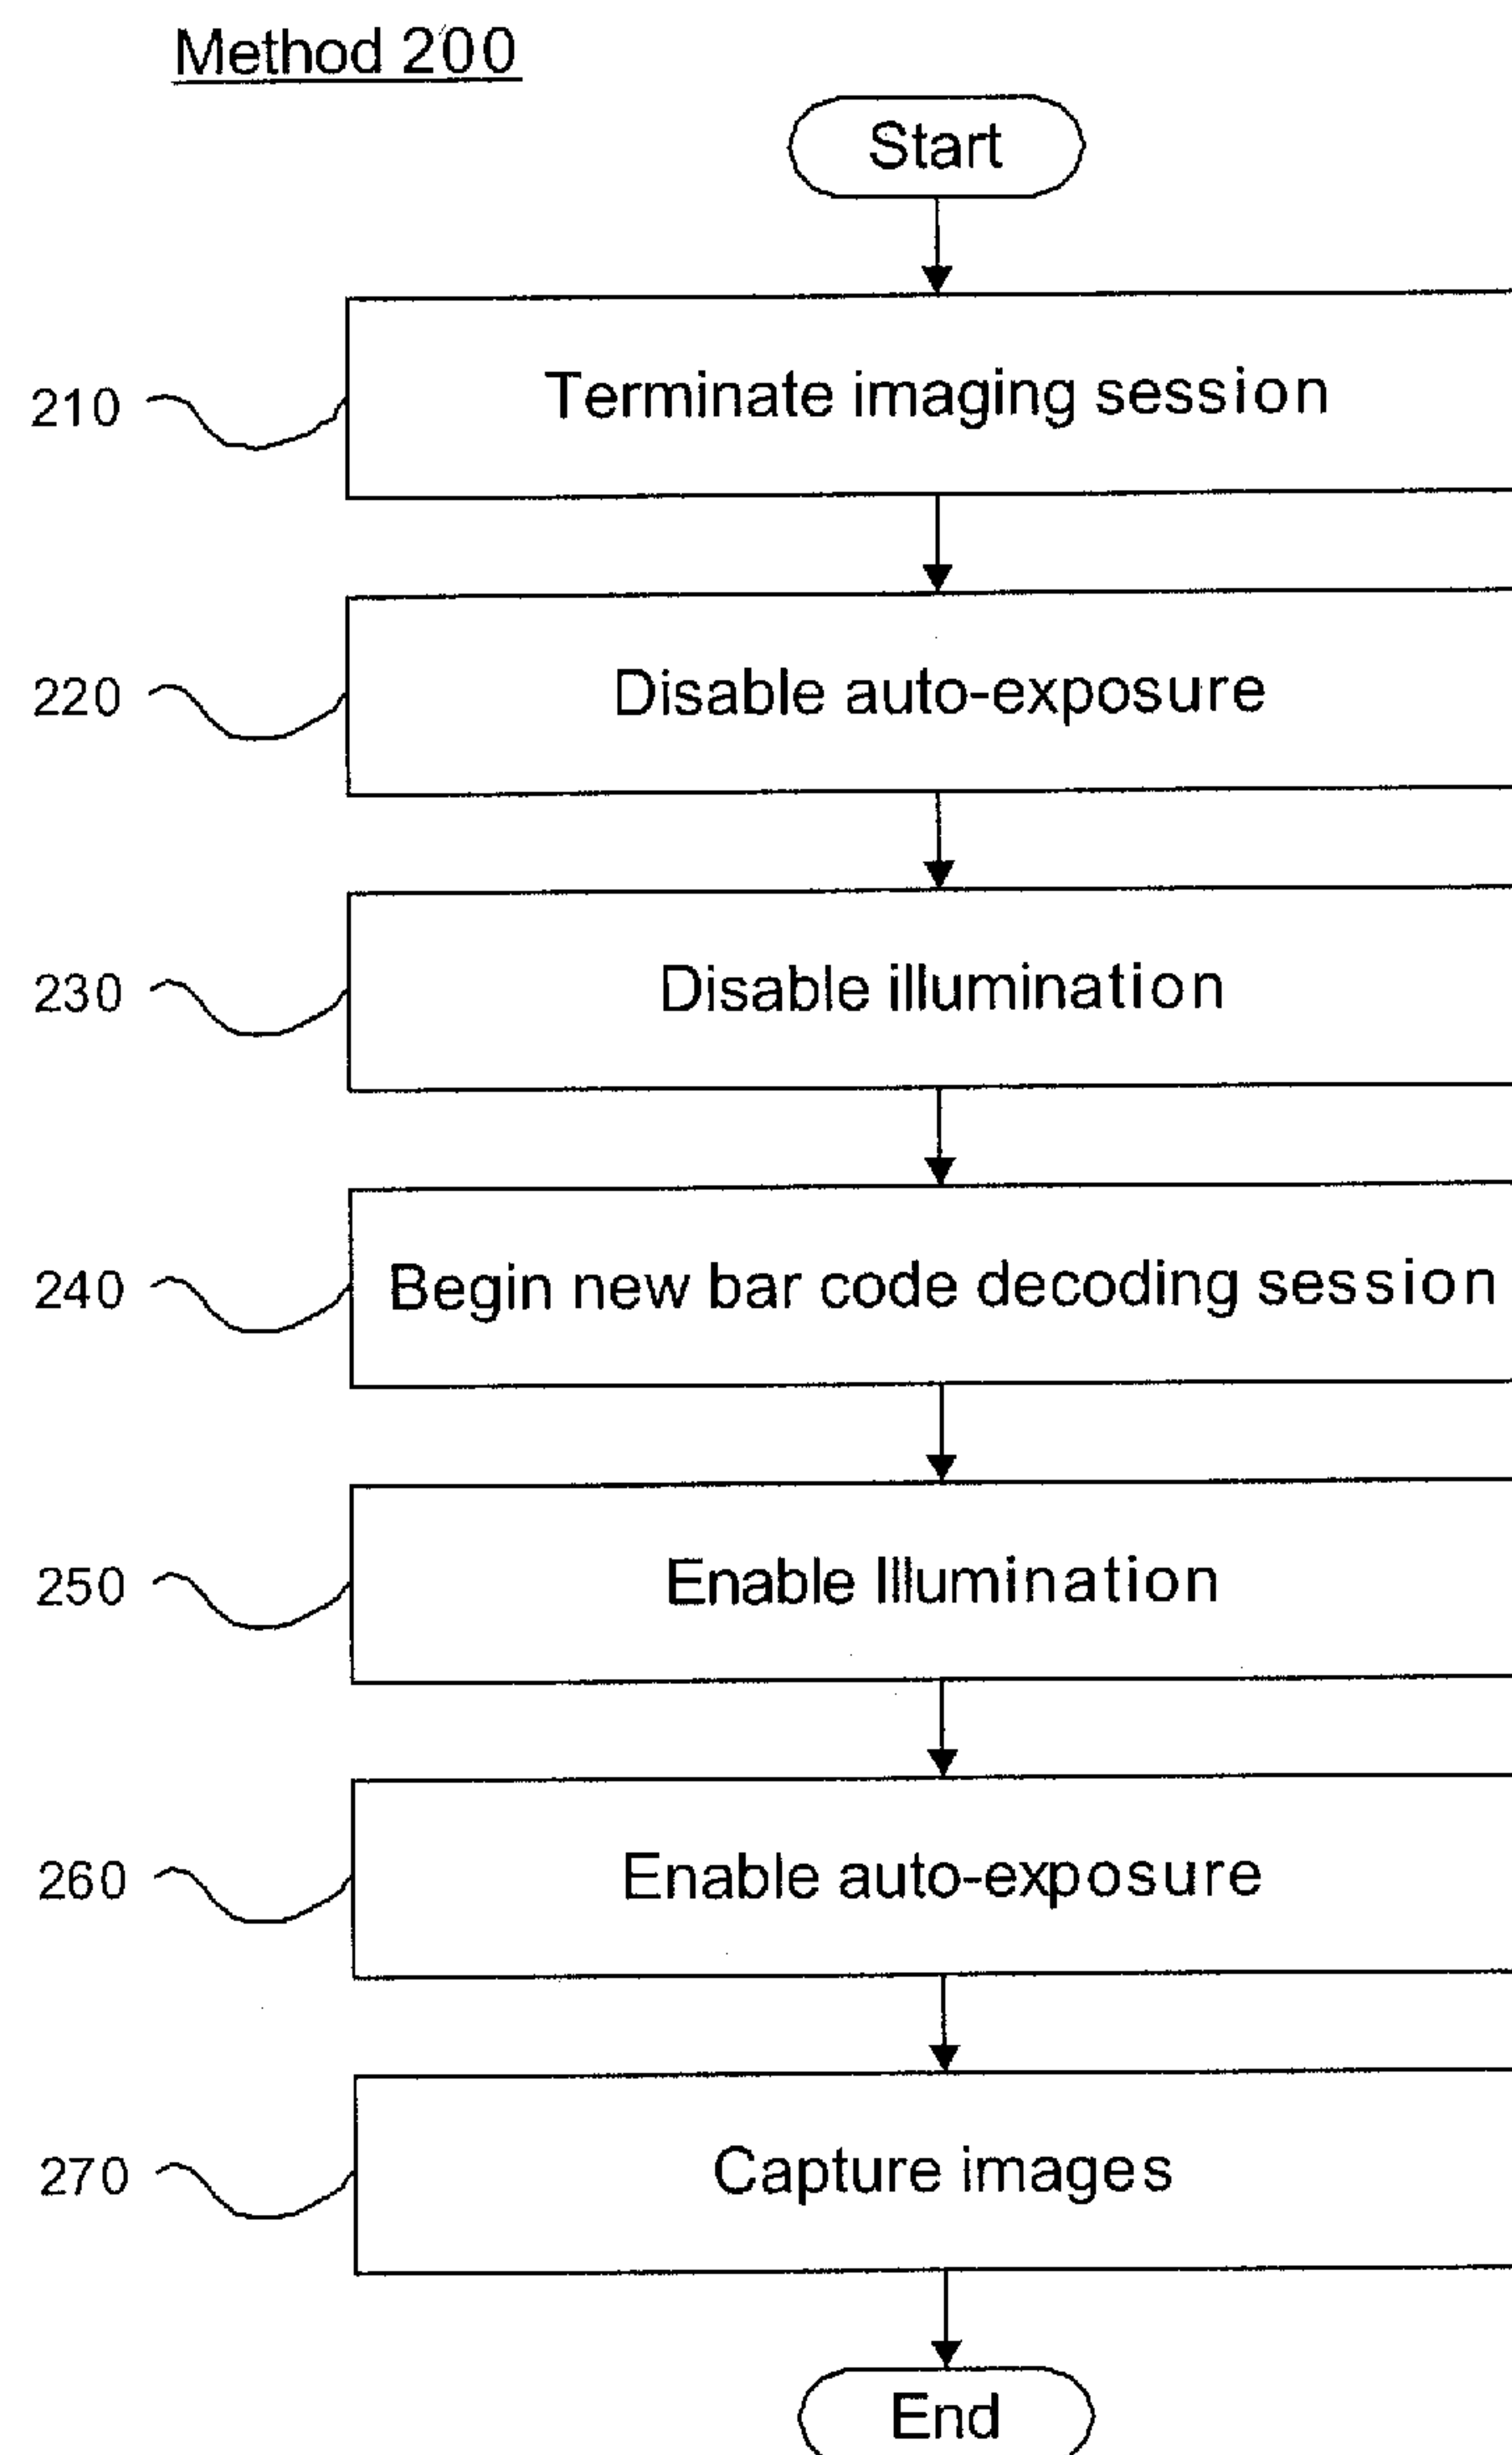 Method 200
Start
210 Terminate imaging session
220 Disable auto-exposure
230 Disable illumination
240 Begin new bar code decoding session
250 Enable Illumination
260 Enable auto-exposure
270 Capture images
End